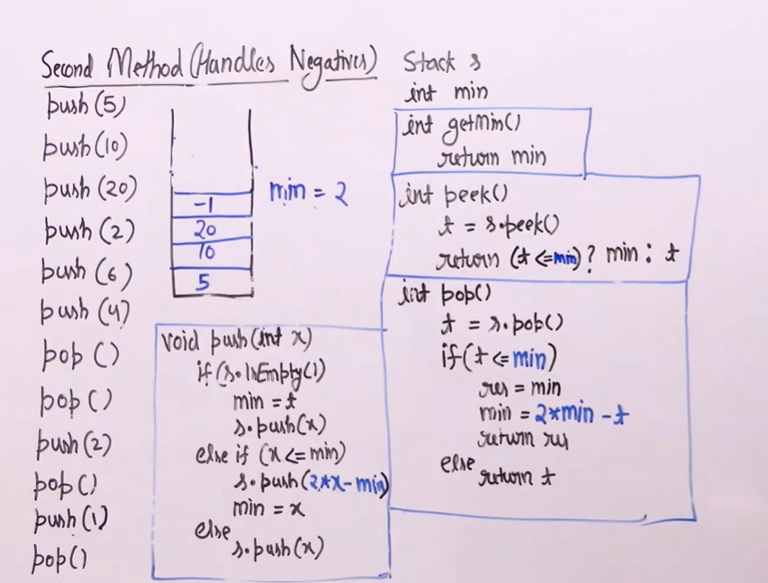 Second Method (Handles Negatives)
push(5)
push(10)
push(20)
push(2)
push(6)
push(4)
pop()
pop()
push(2)
pop()
push(1)
pop()
-1
20
10
5
min = 2
void push(int x)
if(s.isEmpty())
min = t
s.push(x)
else if (x <= min)
s.push(2*x-min)
min = x
else
s.push(x)
Stack s
int min
int getMin()
return min
int peek()
t = s.peek()
return (t <= min)? min : t
int pop()
t = s.pop()
if(t <= min)
res = min
min = 2*min - t
return res
else
return t